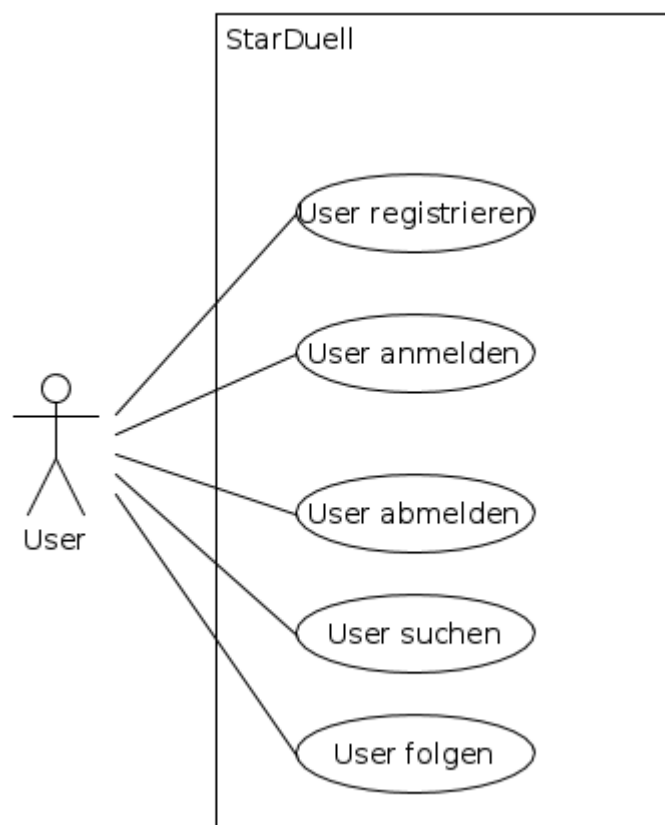 StarDuell
User registrieren
User anmelden
User
User abmelden
User suchen
User folgen